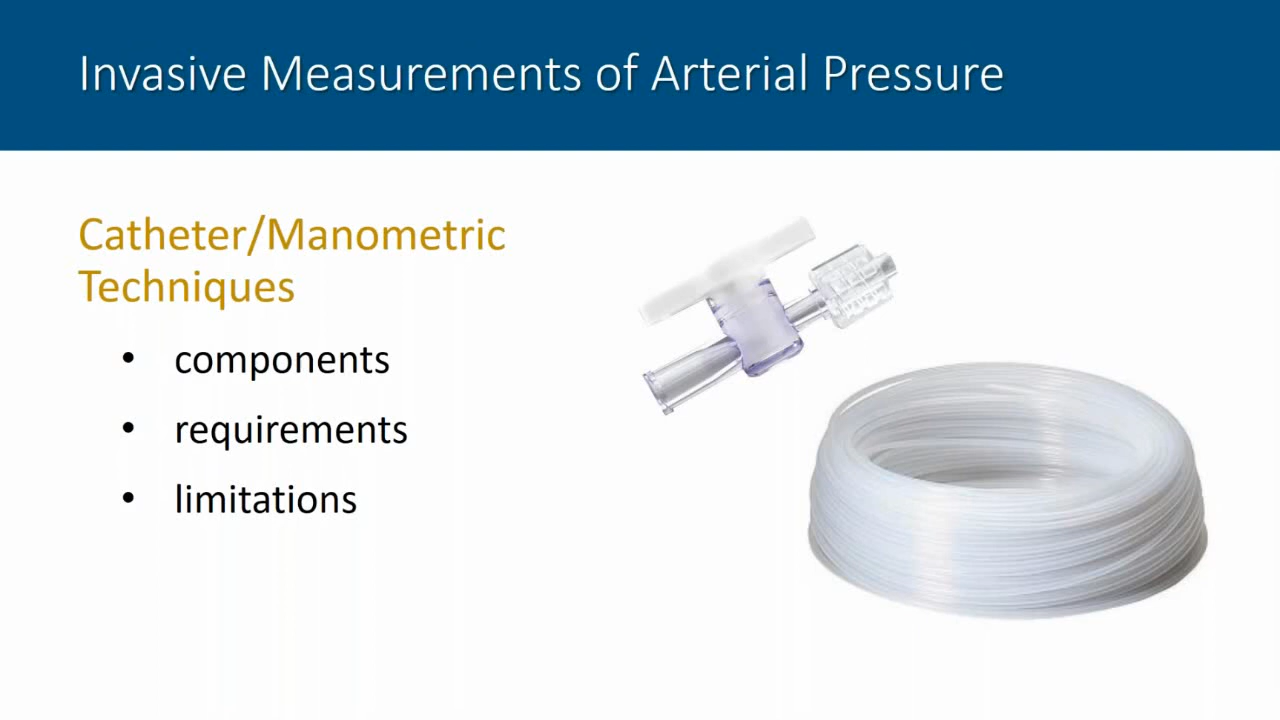 Invasive Measurements of Arterial Pressure
Catheter/Manometric
Techniques
• components
• requirements
• limitations